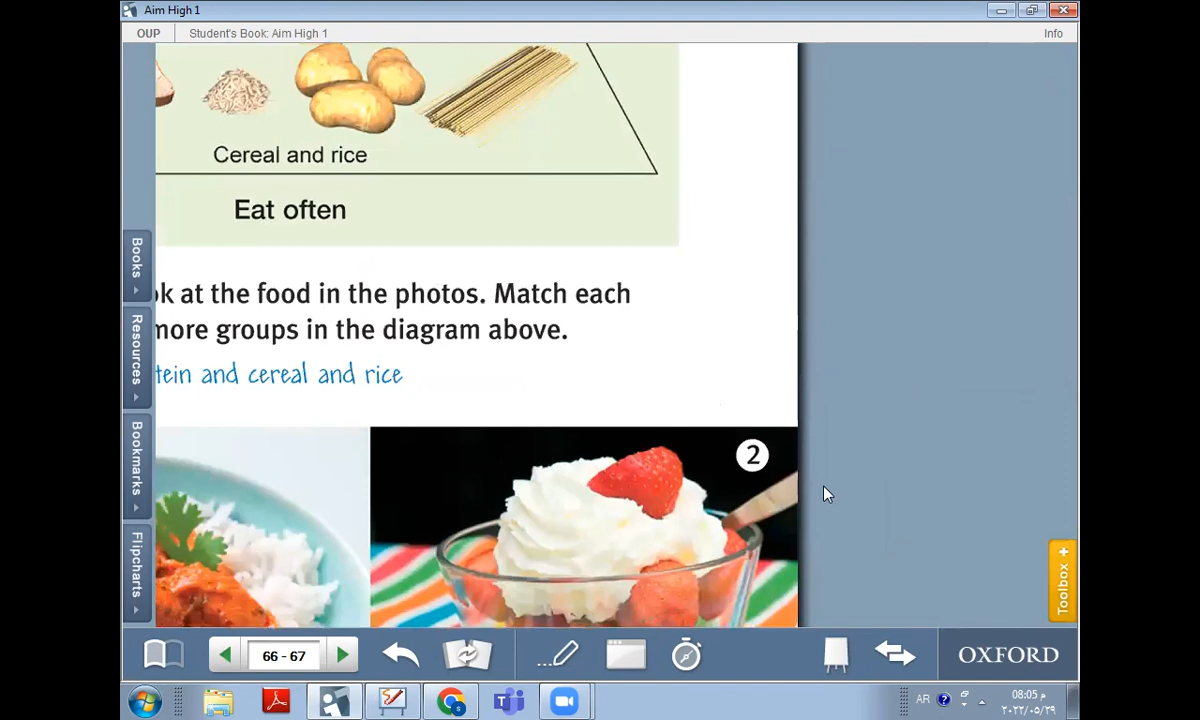 Aim High 1
OUP
Student's Book: Aim High 1
Info
Cereal and rice
Eat often
ok at the food in the photos. Match each
more groups in the diagram above.
tein and cereal and rice
2
Books
Resources
Bookmarks
Flipcharts
Toolbox +
66 - 67
OXFORD
AR
08:05 م
٢٠٢٢/٠٥/٢٩